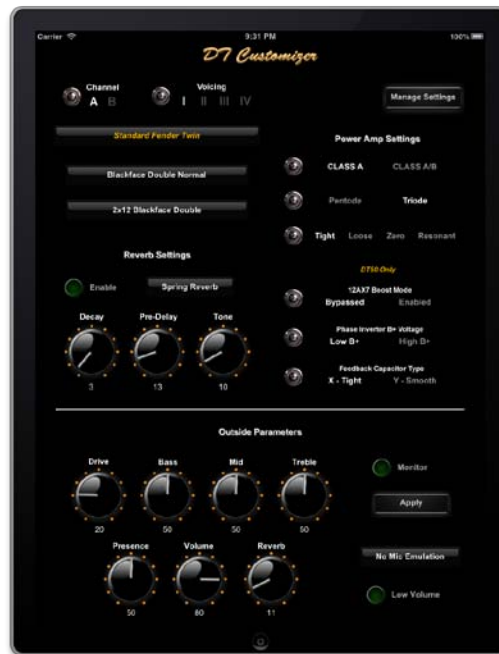 Carrier 9:31 PM 100%
DT Customizer
Channel
A B
Voicing
I II III IV
Manage Settings
Standard Fender Twin
Blackface Double Normal
2x12 Blackface Double
Power Amp Settings
CLASS A CLASS A/B
Pentode Triode
Tight Loose Zero Resonant
Reverb Settings
Enable
Spring Reverb
Decay Pre-Delay Tone
3 13 10
DT50 Only
12AX7 Boost Mode
Bypassed Enabled
Phase Invertor B+ Voltage
Low B+ High B+
Feedback Capacitor Type
X - Tight Y - Smooth
Outside Parameters
Drive Bass Mid Treble
20 50 50 50
Monitor
Apply
Presence Volume Reverb
50 80 11
No Mic Emulation
Low Volume